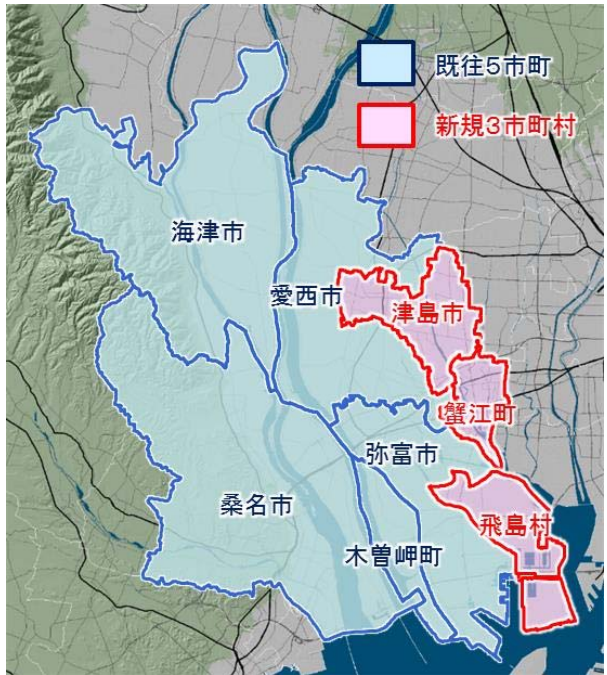 既往5市町
新規3市町村
海津市
愛西市
津島市
蟹江町
弥富市
桑名市
飛島村
木曽岬町